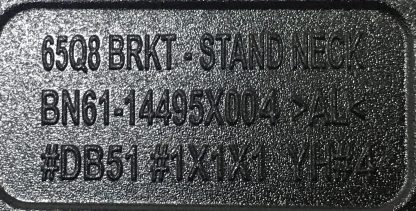 65Q8 BRKT - STAND NECK
BN61-14495X004 >AL<
#DB51 #1X1X1 YH#4